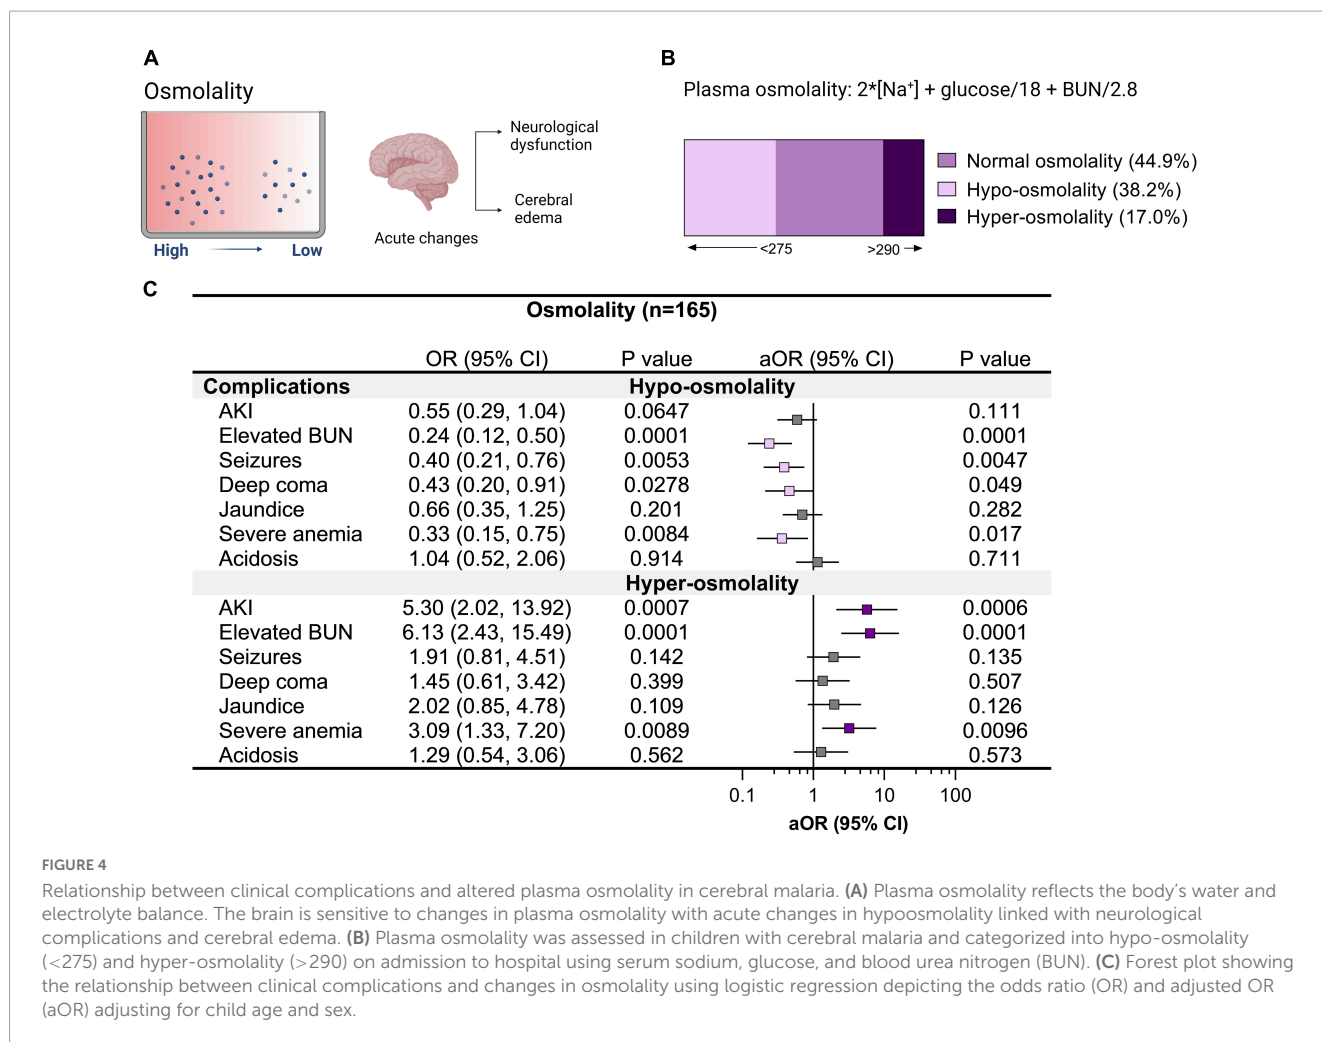 A
Osmolality
High
Low
Acute changes
Neurological
dysfunction
Cerebral
edema
B
Plasma osmolality: 2*[Na⁺] + glucose/18 + BUN/2.8
Normal osmolality (44.9%)
Hypo-osmolality (38.2%)
Hyper-osmolality (17.0%)
<275 >290
C
Osmolality (n=165)
OR (95% CI) P value aOR (95% CI) P value
Complications Hypo-osmolality
AKI 0.55 (0.29, 1.04) 0.0647 0.111
Elevated BUN 0.24 (0.12, 0.50) 0.0001 0.0001
Seizures 0.40 (0.21, 0.76) 0.0053 0.0047
Deep coma 0.43 (0.20, 0.91) 0.0278 0.049
Jaundice 0.66 (0.35, 1.25) 0.201 0.282
Severe anemia 0.33 (0.15, 0.75) 0.0084 0.017
Acidosis 1.04 (0.52, 2.06) 0.914 0.711
Hyper-osmolality
AKI 5.30 (2.02, 13.92) 0.0007 0.0006
Elevated BUN 6.13 (2.43, 15.49) 0.0001 0.0001
Seizures 1.91 (0.81, 4.51) 0.142 0.135
Deep coma 1.45 (0.61, 3.42) 0.399 0.507
Jaundice 2.02 (0.85, 4.78) 0.109 0.126
Severe anemia 3.09 (1.33, 7.20) 0.0089 0.0096
Acidosis 1.29 (0.54, 3.06) 0.562 0.573
0.1 1 10 100
aOR (95% CI)
FIGURE 4
Relationship between clinical complications and altered plasma osmolality in cerebral malaria. (A) Plasma osmolality reflects the body's water and
electrolyte balance. The brain is sensitive to changes in plasma osmolality with acute changes in hypoosmolality linked with neurological
complications and cerebral edema. (B) Plasma osmolality was assessed in children with cerebral malaria and categorized into hypo-osmolality
(<275) and hyper-osmolality (>290) on admission to hospital using serum sodium, glucose, and blood urea nitrogen (BUN). (C) Forest plot showing
the relationship between clinical complications and changes in osmolality using logistic regression depicting the odds ratio (OR) and adjusted OR
(aOR) adjusting for child age and sex.